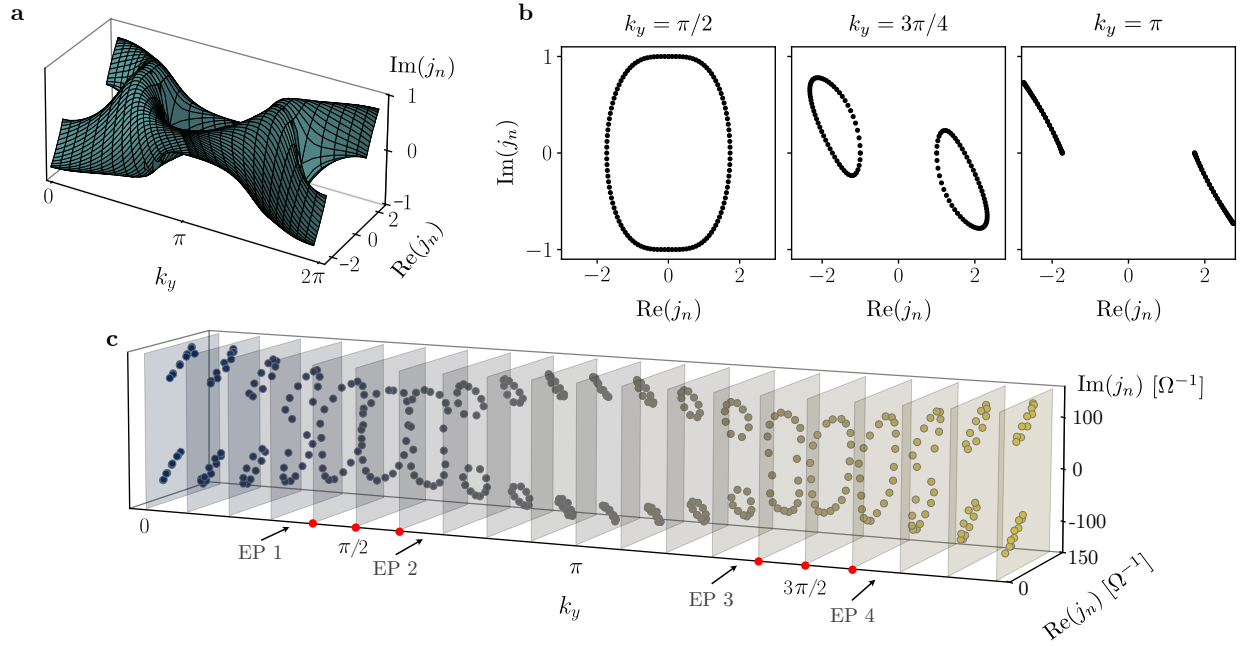 a
Im(j_n)
1
0
−1
2
0
−2
Re(j_n)
0
π
2π
k_y
b
k_y = π/2
k_y = 3π/4
k_y = π
1
0
−1
Im(j_n)
−2 0 2
−2 0 2
−2 0 2
Re(j_n)
Re(j_n)
Re(j_n)
c
Im(j_n) [Ω⁻¹]
100
0
-100
150
0
Re(j_n) [Ω⁻¹]
0
EP 1
π/2
EP 2
π
EP 3
3π/2
EP 4
k_y